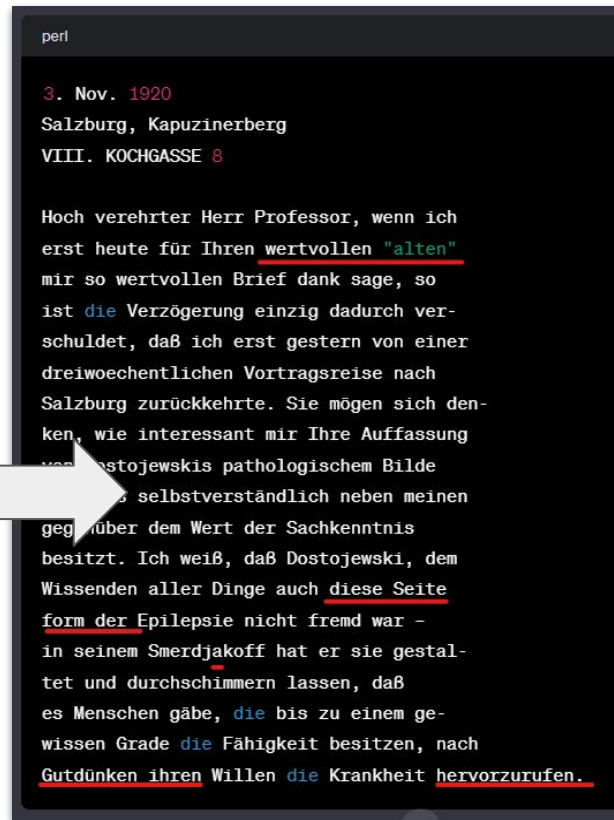 perl
3. Nov. 1920
Salzburg, Kapuzinerberg
VIII. KOCHGASSE 8
Hoch verehrter Herr Professor, wenn ich
erst heute für Ihren wertvollen "alten"
mir so wertvollen Brief dank sage, so
ist die Verzögerung einzig dadurch ver-
schuldet, daß ich erst gestern von einer
dreiwoechentlichen Vortragsreise nach
Salzburg zurückkehrte. Sie mögen sich den-
ken, wie interessant mir Ihre Auffassung
Dostojewskis pathologischem Bilde
selbstverständlich neben meinen
gegenüber dem Wert der Sachkenntnis
besitzt. Ich weiß, daß Dostojewski, dem
Wissenden aller Dinge auch diese Seite
form der Epilepsie nicht fremd war –
in seinem Smerdjakoff hat er sie gestal-
tet und durchschimmern lassen, daß
es Menschen gäbe, die bis zu einem ge-
wissen Grade die Fähigkeit besitzen, nach
Gutdünken ihren Willen die Krankheit hervorzurufen.